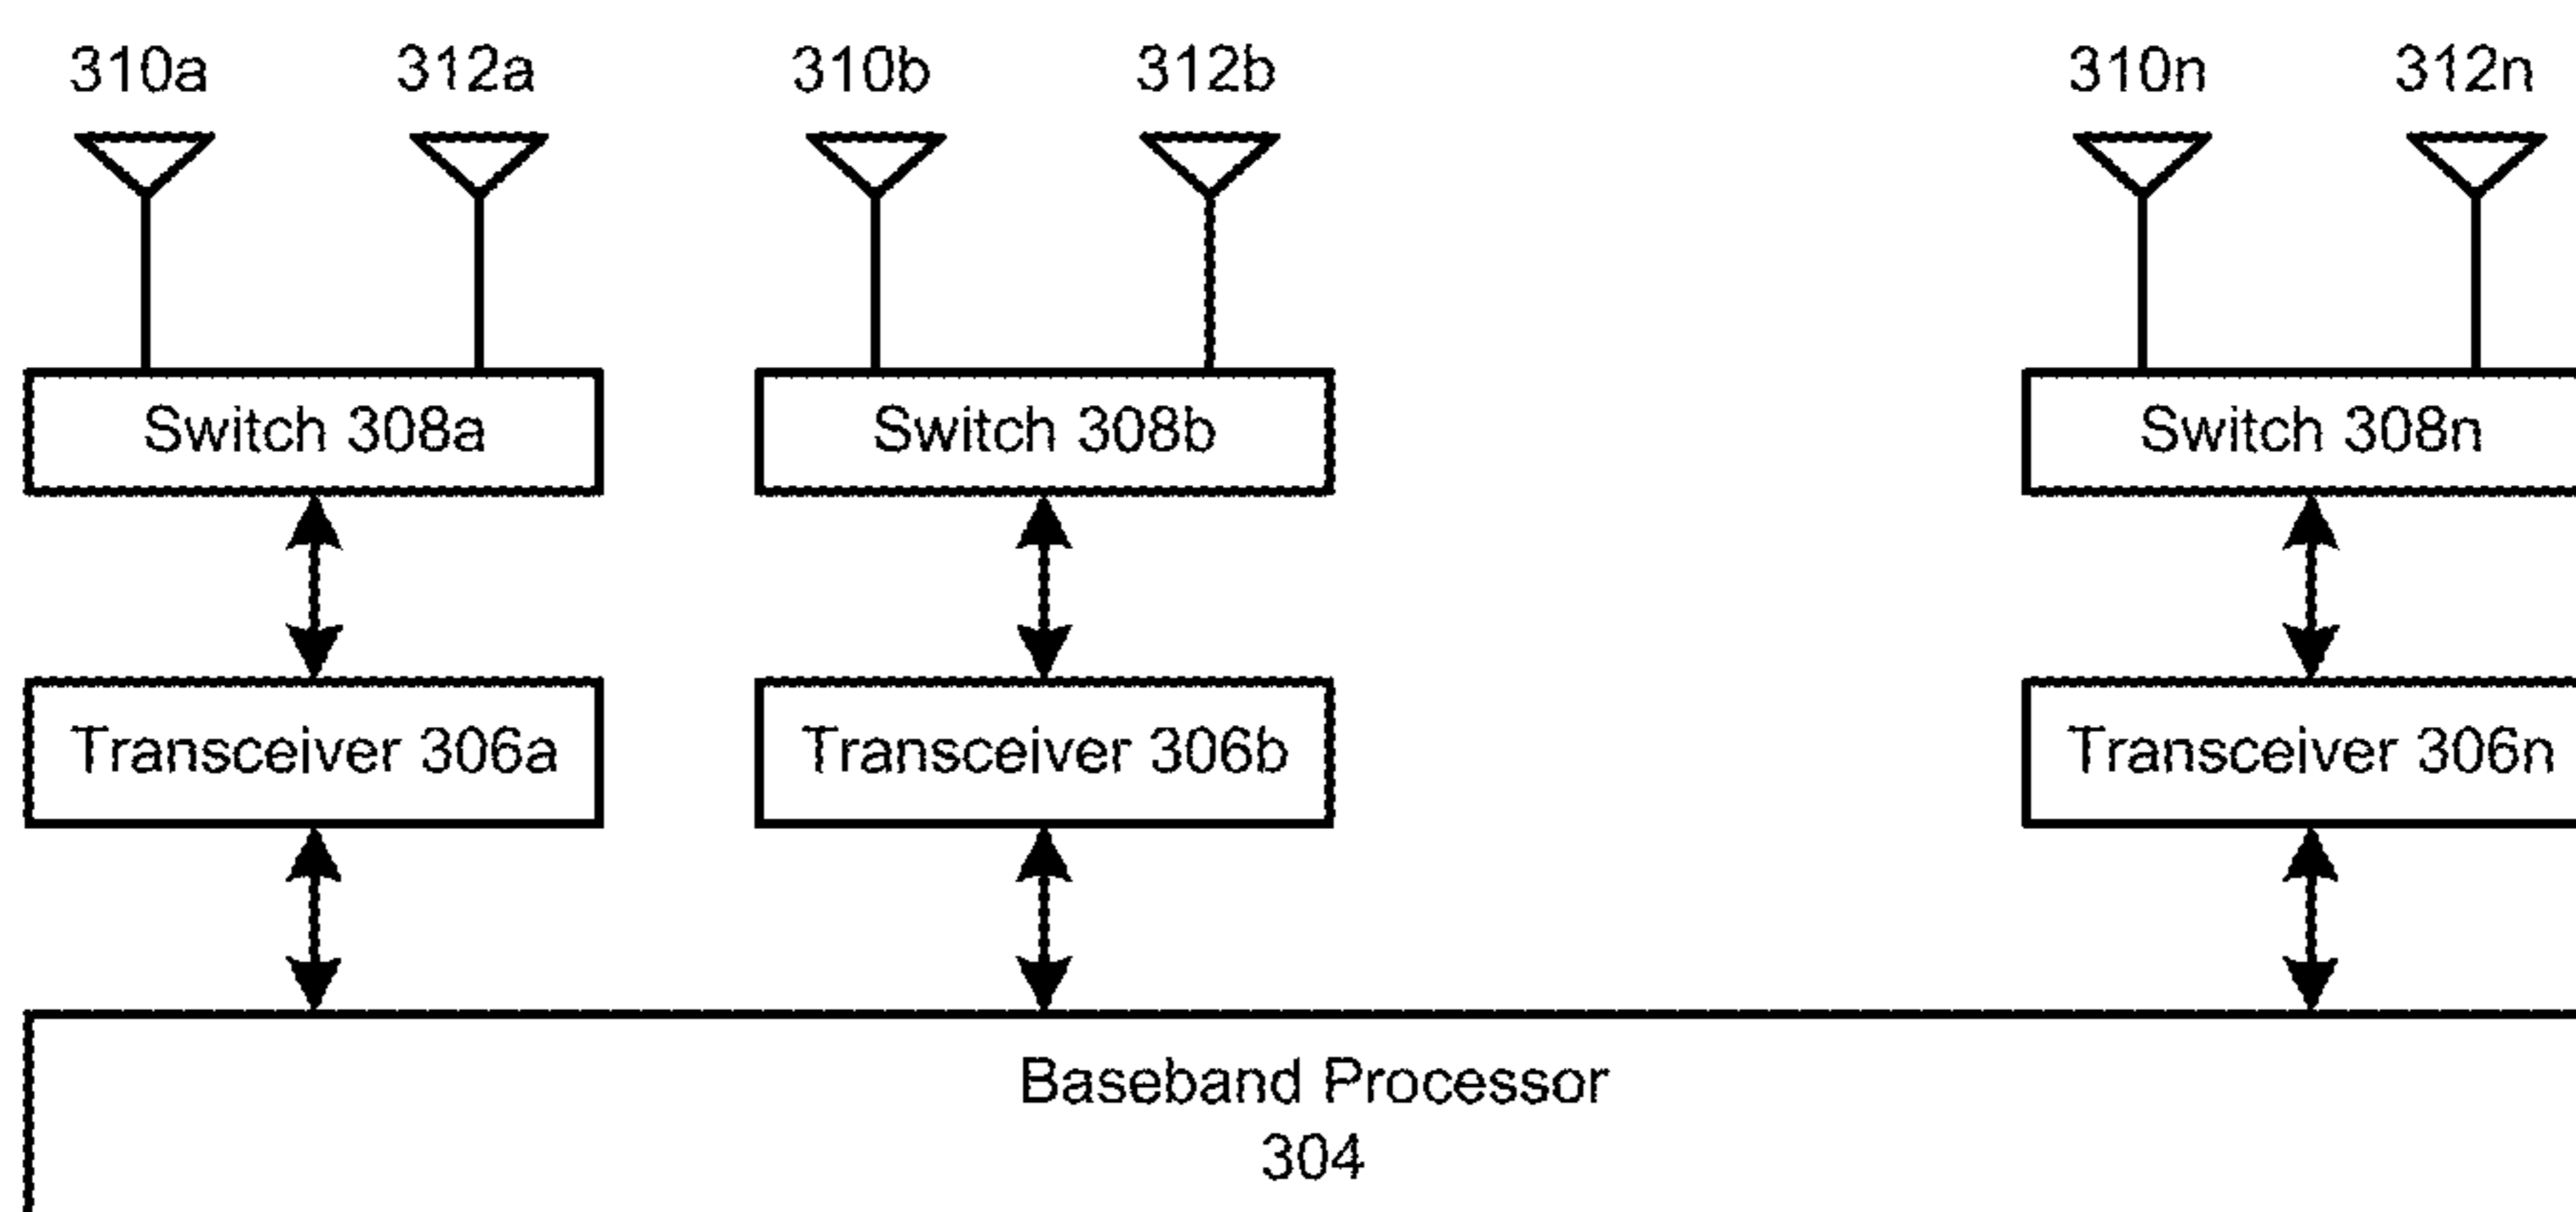 310a 312a 310b 312b 310n 312n
Switch 308a Switch 308b Switch 308n
Transceiver 306a Transceiver 306b Transceiver 306n
Baseband Processor
304